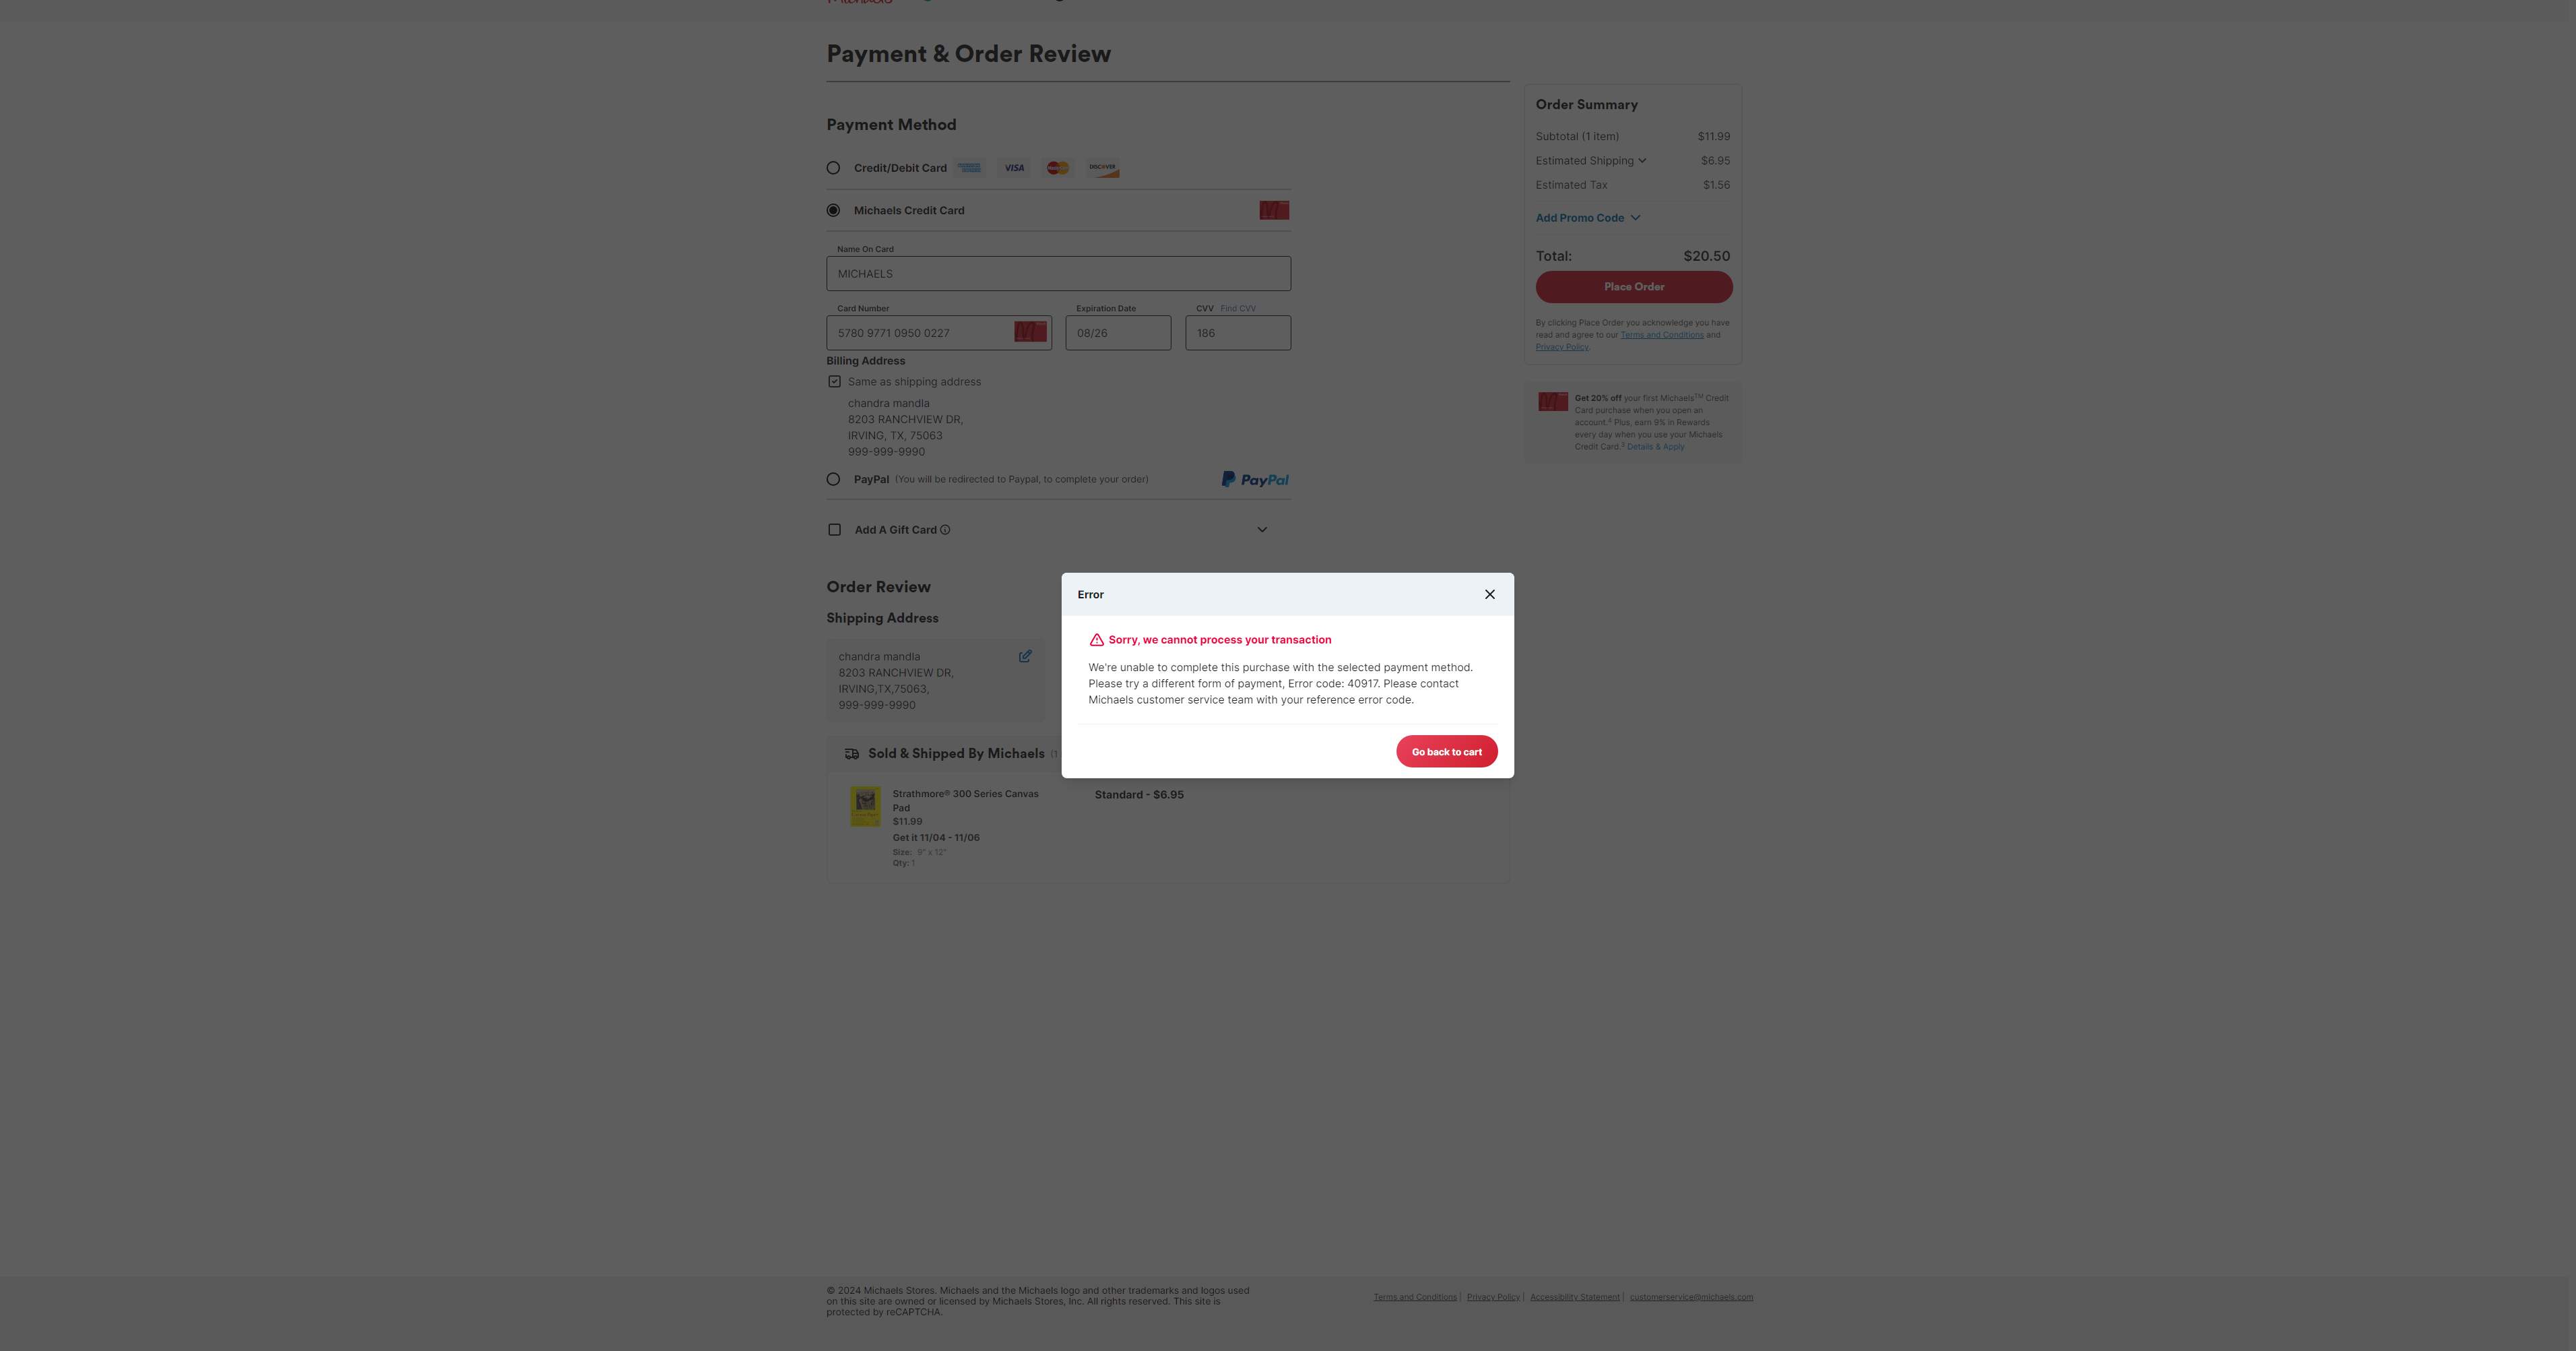 Michaels
Payment & Order Review
Payment Method
Credit/Debit Card VISA DISCOVER
Michaels Credit Card
Name On Card
MICHAELS
Card Number
5780 9771 0950 0227
Expiration Date
08/26
CVV Find CVV
186
Billing Address
Same as shipping address
chandra mandla
8203 RANCHVIEW DR,
IRVING, TX, 75063
999-999-9990
PayPal (You will be redirected to Paypal, to complete your order) PayPal
Add A Gift Card
Order Review
Shipping Address
chandra mandla
8203 RANCHVIEW DR,
IRVING,TX,75063,
999-999-9990
Sold & Shipped By Michaels (1
Strathmore® 300 Series Canvas
Pad
$11.99
Get it 11/04 - 11/06
Size: 9" x 12"
Qty: 1
Standard - $6.95
Order Summary
Subtotal (1 item) $11.99
Estimated Shipping $6.95
Estimated Tax $1.56
Add Promo Code
Total: $20.50
Place Order
By clicking Place Order you acknowledge you have
read and agree to our Terms and Conditions and
Privacy Policy.
Get 20% off your first Michaels™ Credit
Card purchase when you open an
account.² Plus, earn 9% in Rewards
every day when you use your Michaels
Credit Card.³ Details & Apply
Error
Sorry, we cannot process your transaction
We're unable to complete this purchase with the selected payment method.
Please try a different form of payment, Error code: 40917. Please contact
Michaels customer service team with your reference error code.
Go back to cart
© 2024 Michaels Stores. Michaels and the Michaels logo and other trademarks and logos used
on this site are owned or licensed by Michaels Stores, Inc. All rights reserved. This site is
protected by reCAPTCHA.
Terms and Conditions | Privacy Policy | Accessibility Statement | customerservice@michaels.com